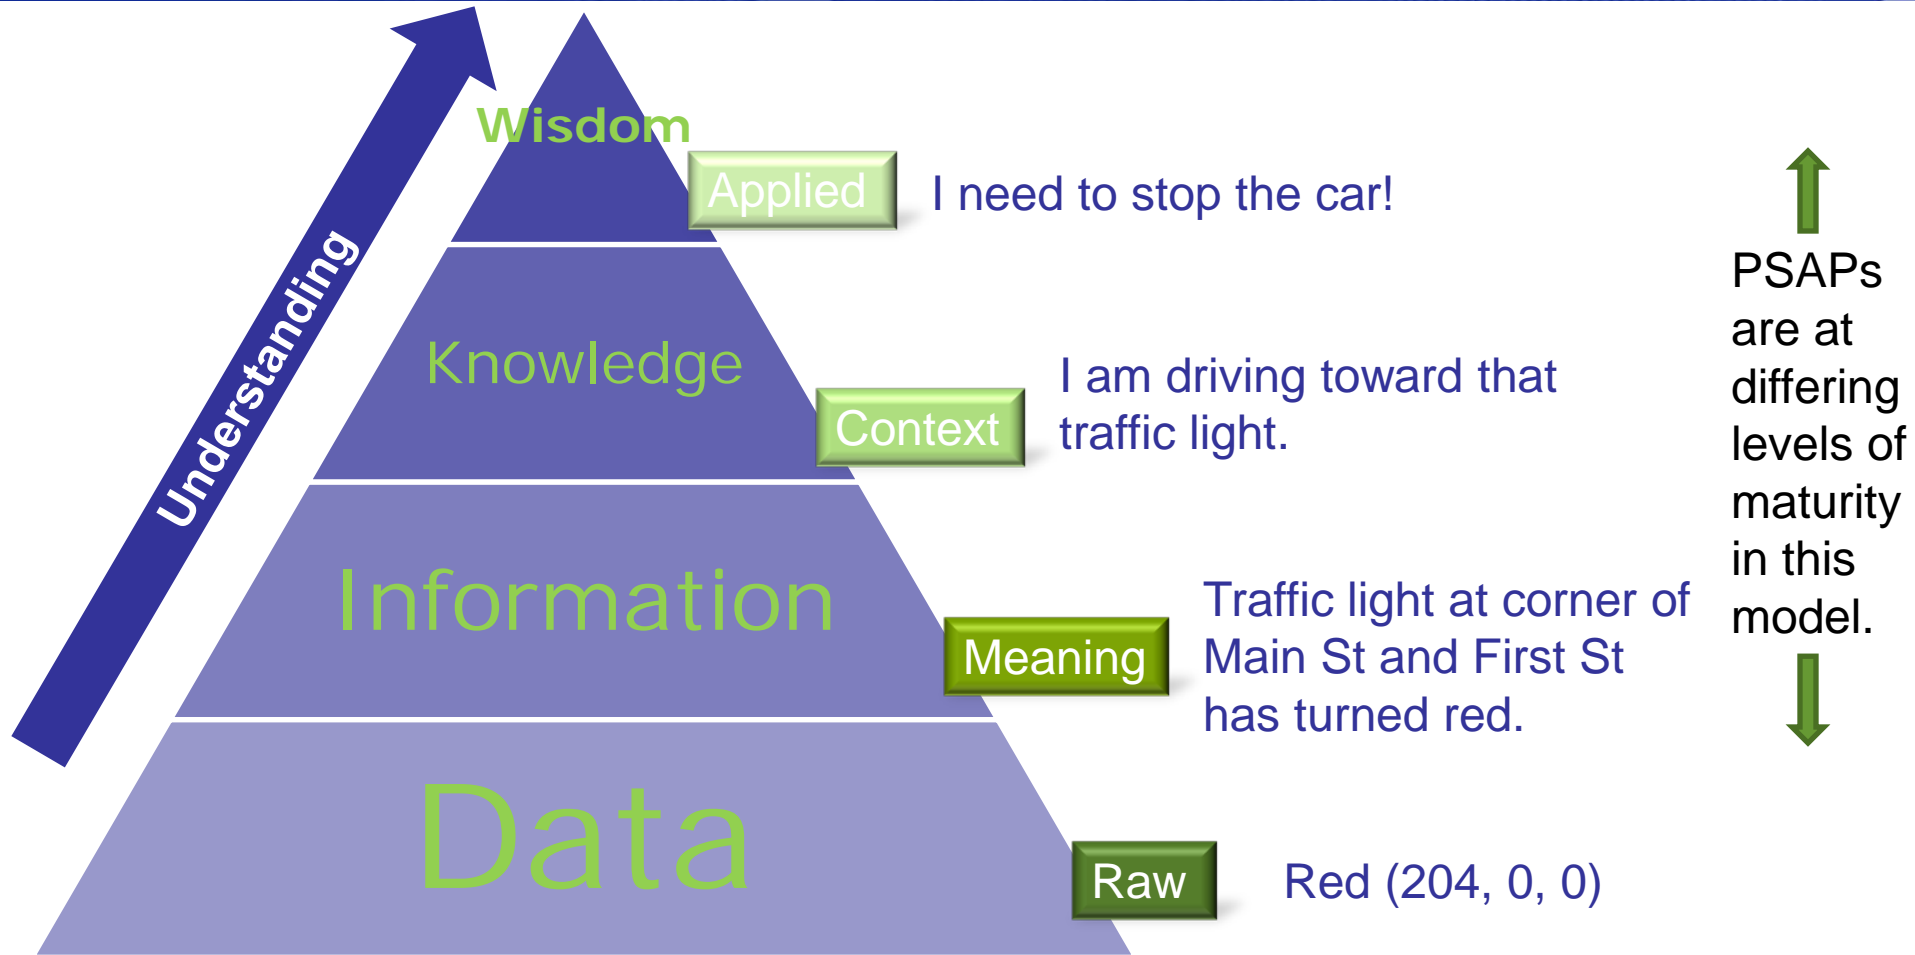 Understanding
Wisdom
Applied
I need to stop the car!
Knowledge
Context
I am driving toward that
traffic light.
Information
Meaning
Traffic light at corner of
Main St and First St
has turned red.
Data
Raw
Red (204, 0, 0)
PSAPs
are at
differing
levels of
maturity
in this
model.